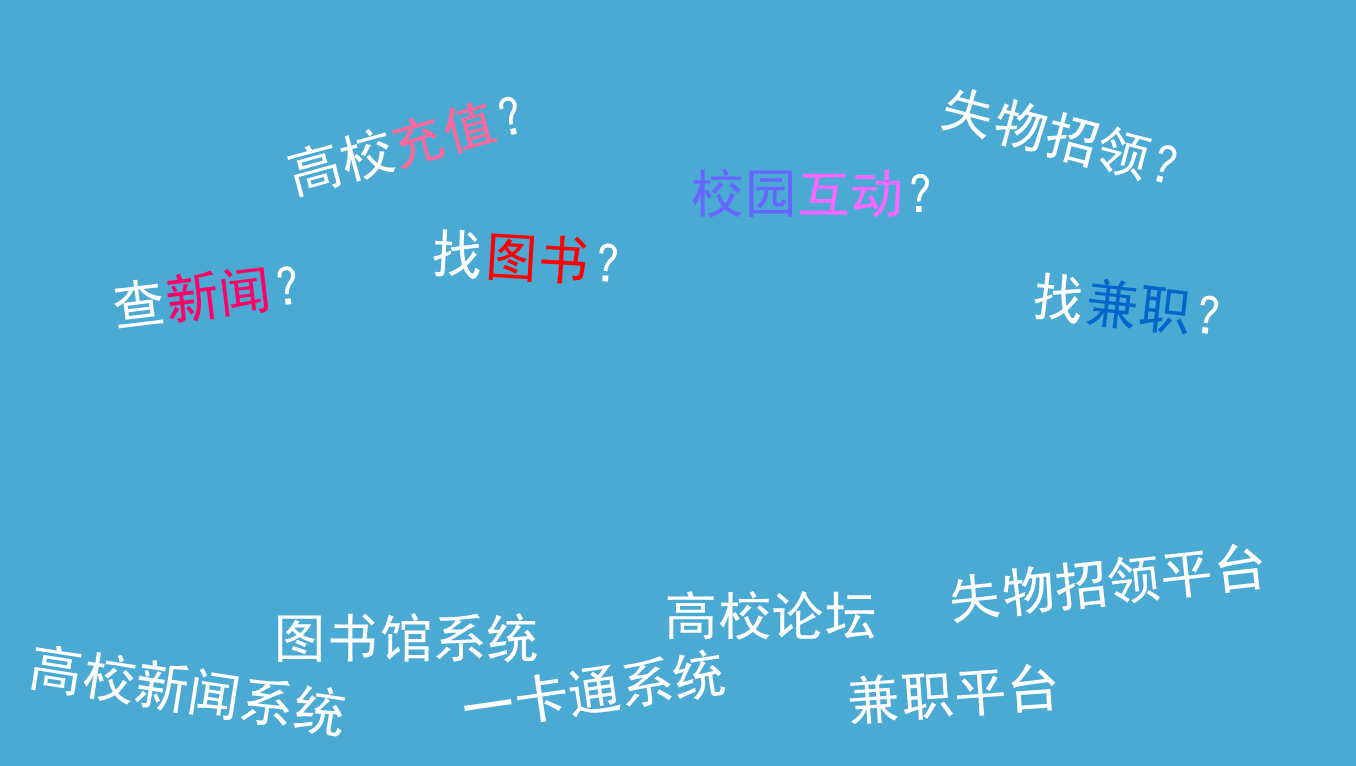 高校充值?
失物招领?
校园互动?
找图书?
查新闻?
找兼职?
失物招领平台
高校论坛
图书馆系统
高校新闻系统
一卡通系统
兼职平台